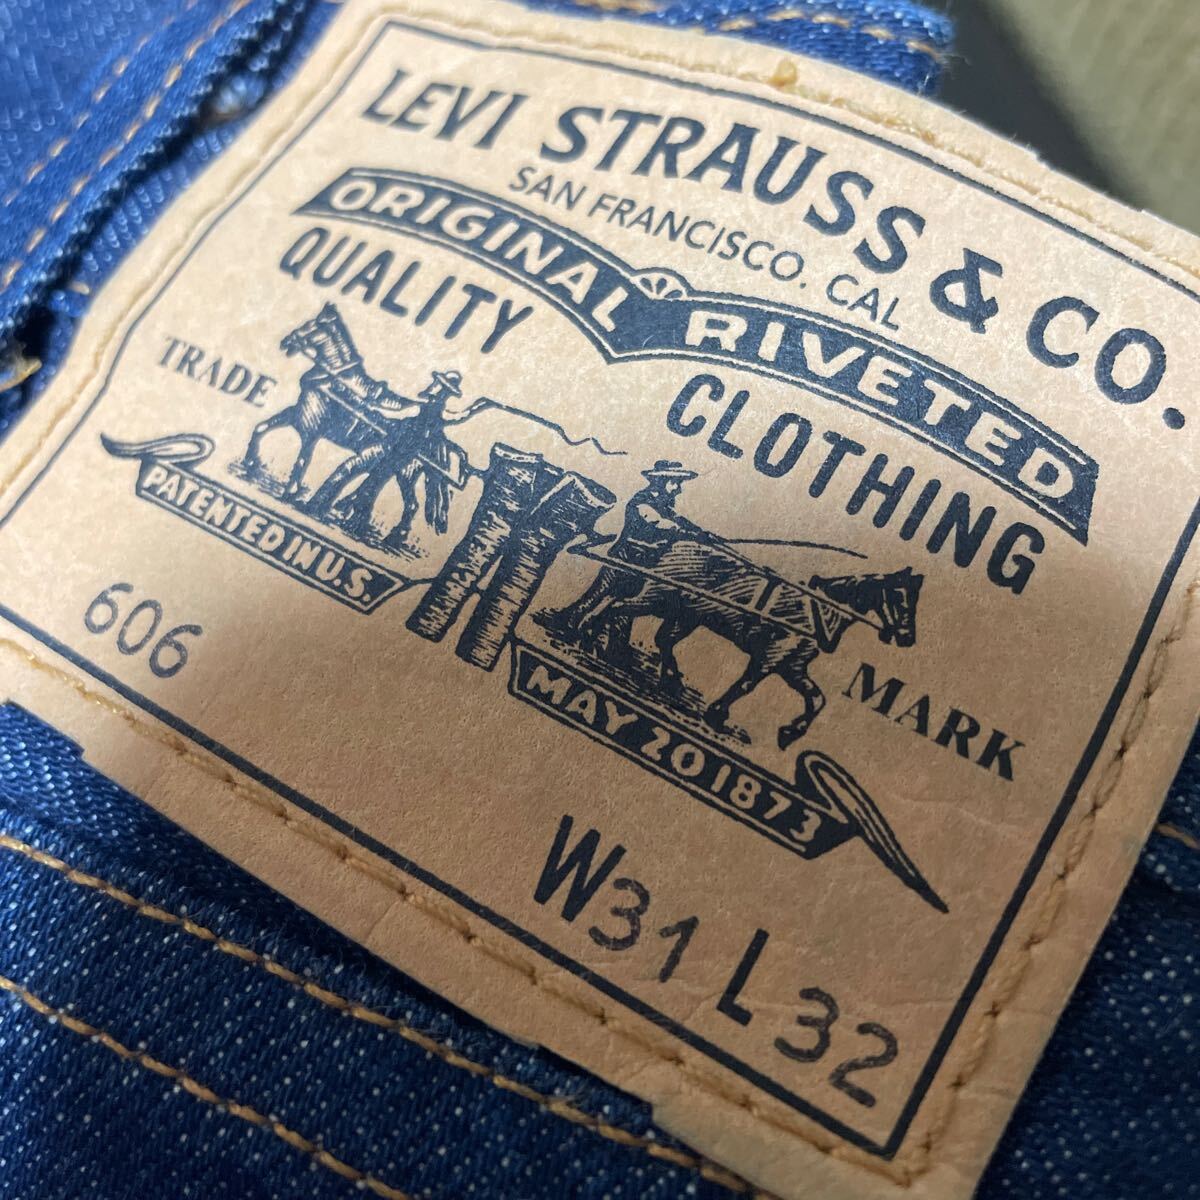 LEVI STRAUSS & CO.
SAN FRANCISCO. CAL
ORIGINAL RIVETED
QUALITY CLOTHING
TRADE MARK
PATENTED IN U.S.
MAY 20 1873
606
W31 L32